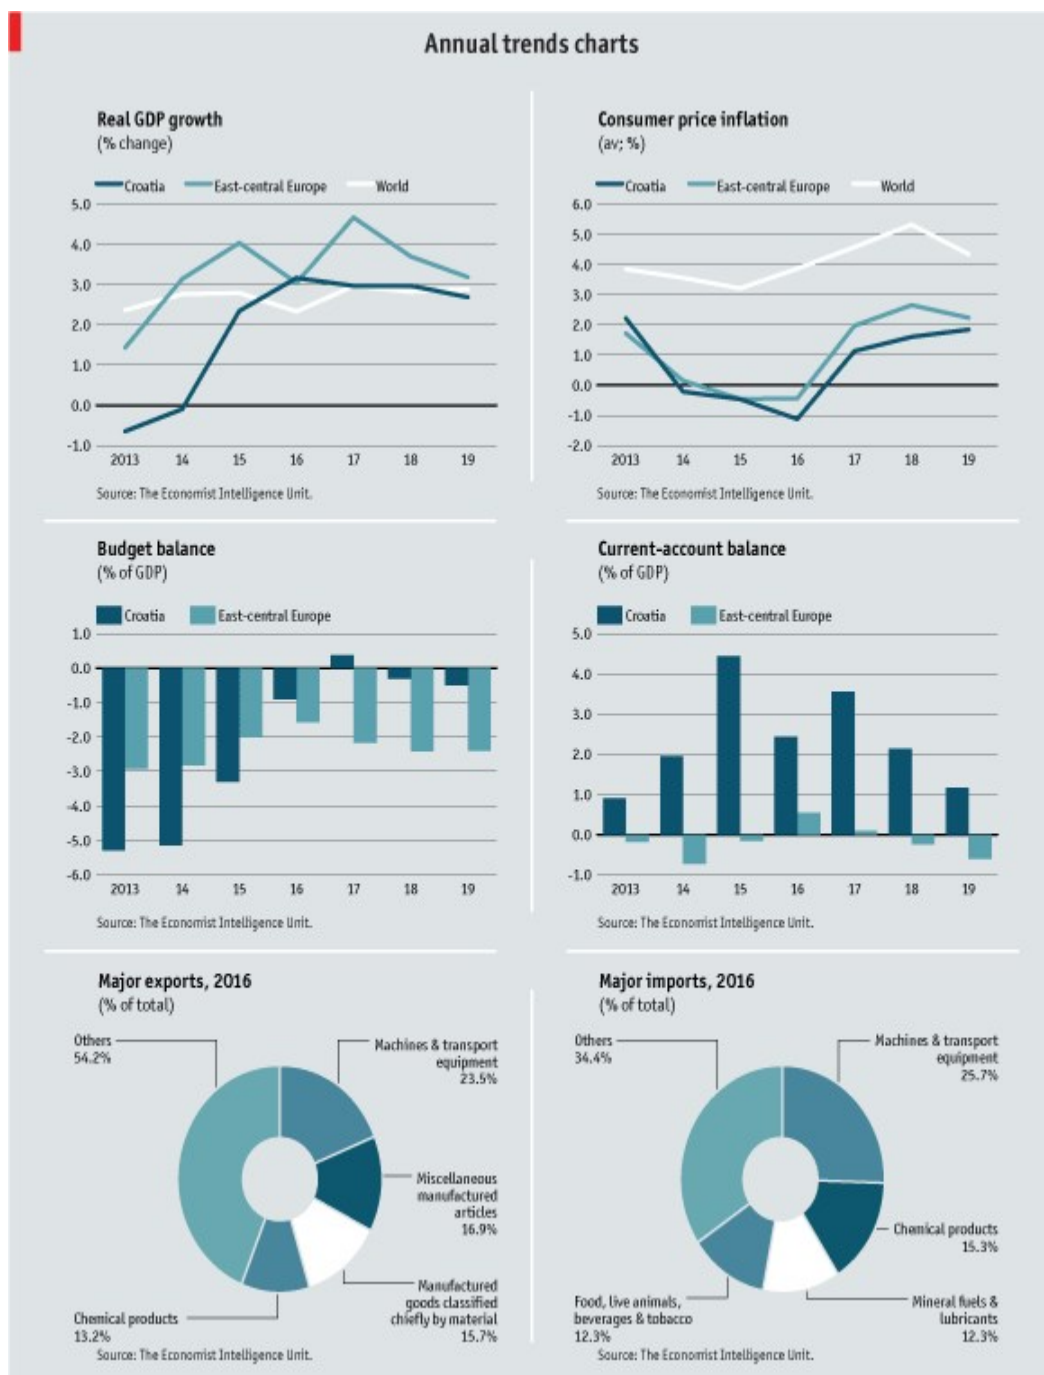 Annual trends charts
Real GDP growth
(% change)
Croatia East-central Europe World
5.0
4.0
3.0
2.0
1.0
0.0
-1.0
2013 14 15 16 17 18 19
Source: The Economist Intelligence Unit.
Consumer price inflation
(av; %)
Croatia East-central Europe World
6.0
5.0
4.0
3.0
2.0
1.0
0.0
-1.0
-2.0
2013 14 15 16 17 18 19
Source: The Economist Intelligence Unit.
Budget balance
(% of GDP)
Croatia East-central Europe
1.0
0.0
-1.0
-2.0
-3.0
-4.0
-5.0
-6.0
2013 14 15 16 17 18 19
Source: The Economist Intelligence Unit.
Current-account balance
(% of GDP)
Croatia East-central Europe
5.0
4.0
3.0
2.0
1.0
0.0
-1.0
2013 14 15 16 17 18 19
Source: The Economist Intelligence Unit.
Major exports, 2016
(% of total)
Others
54.2%
Machines & transport
equipment
23.5%
Miscellaneous
manufactured
articles
16.9%
Manufactured
goods classified
chiefly by material
15.7%
Chemical products
13.2%
Source: The Economist Intelligence Unit.
Major imports, 2016
(% of total)
Others
34.4%
Machines & transport
equipment
25.7%
Chemical products
15.3%
Mineral fuels &
lubricants
12.3%
Food, live animals,
beverages & tobacco
12.3%
Source: The Economist Intelligence Unit.